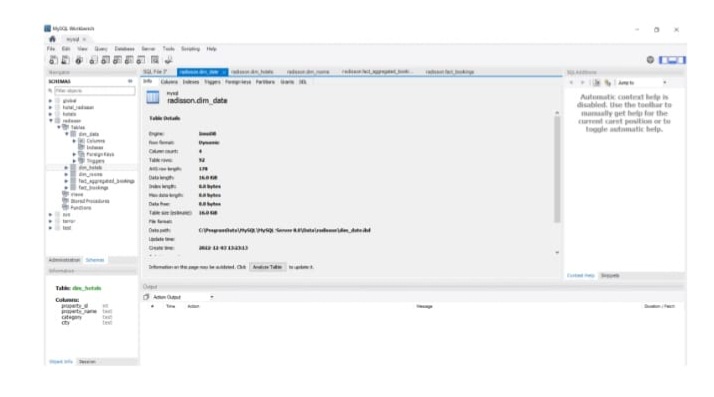 MySQL Workbench
mysql x
File Edit View Query Database Server Tools Scripting Help
Navigator
SCHEMAS
Filter objects
global
hotel_radisson
hotels
radisson
Tables
dim_date
Columns
Indexes
Foreign Keys
Triggers
dim_hotels
dim_rooms
fact_aggregated_bookings
fact_bookings
Views
Stored Procedures
Functions
sys
test
Administration Schemas
Information
Table: dim_hotels
Columns:
property_id int
property_name text
category text
city text
Object Info Session
SQL File 3* radisson.dim_date radisson.dim_hotels radisson.dim_rooms radisson.fact_aggregated_booki... radisson.fact_bookings
Info Columns Indexes Triggers Foreign keys Partitions Grants DDL
mysql
radisson.dim_date
Table Details
Engine: InnoDB
Row format: Dynamic
Column count: 4
Table rows: 92
AVG row length: 178
Data length: 16.0 KiB
Index length: 0.0 bytes
Max data length: 0.0 bytes
Data free: 0.0 bytes
Table size (estimate): 16.0 KiB
File format:
Data path: C:\ProgramData\MySQL\MySQL Server 8.0\Data\radisson\dim_date.ibd
Update time:
Create time: 2022-12-03 13:23:13
Information on this page may be outdated. Click Analyze Table to update it.
Output
Action Output
# Time Action Message Duration / Fetch
SQL Additions
Jump to
Automatic context help is
disabled. Use the toolbar to
manually get help for the
current caret position or to
toggle automatic help.
Context Help Snippets